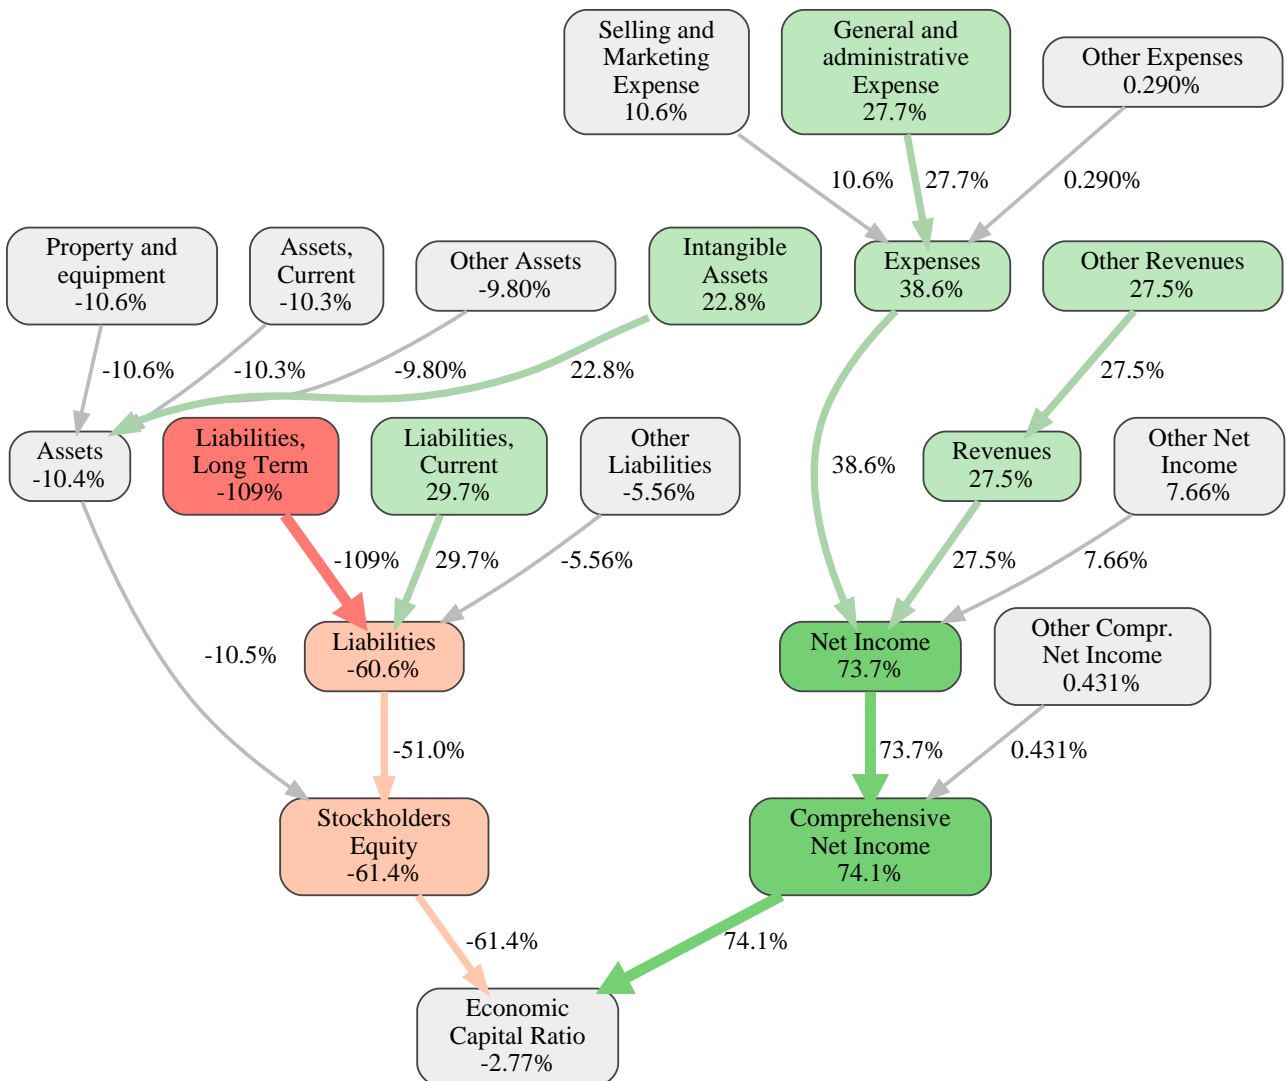 Selling and
Marketing
Expense
10.6%
General and
administrative
Expense
27.7%
Other Expenses
0.290%
10.6%
27.7%
0.290%
Property and
equipment
-10.6%
Assets,
Current
-10.3%
Other Assets
-9.80%
Intangible
Assets
22.8%
Expenses
38.6%
Other Revenues
27.5%
-10.6%
-10.3%
-9.80%
22.8%
27.5%
Assets
-10.4%
Liabilities,
Long Term
-109%
Liabilities,
Current
29.7%
Other
Liabilities
-5.56%
38.6%
Revenues
27.5%
Other Net
Income
7.66%
-109%
29.7%
-5.56%
27.5%
7.66%
-10.5%
Liabilities
-60.6%
Net Income
73.7%
Other Compr.
Net Income
0.431%
-51.0%
73.7%
0.431%
Stockholders
Equity
-61.4%
Comprehensive
Net Income
74.1%
-61.4%
74.1%
Economic
Capital Ratio
-2.77%